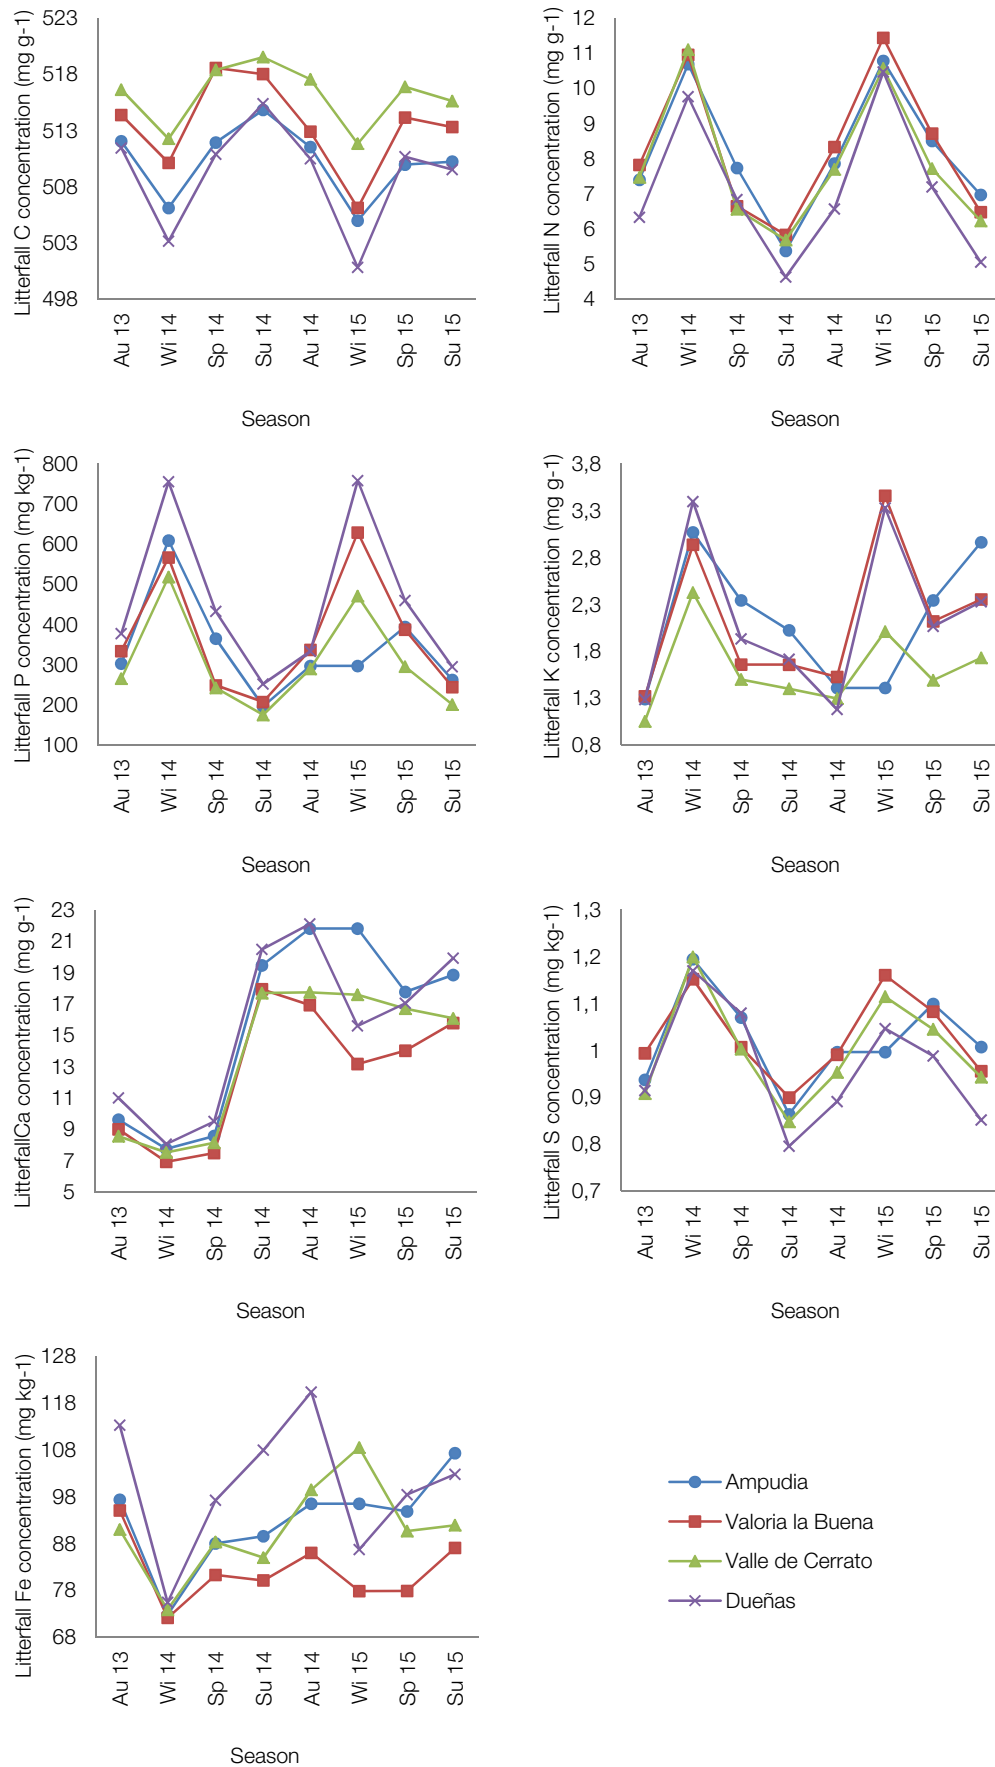 Litterfall C concentration (mg g-1)
523
518
513
508
503
498
Au 13
Wi 14
Sp 14
Su 14
Au 14
Wi 15
Sp 15
Su 15
Season
Litterfall N concentration (mg g-1)
12
11
10
9
8
7
6
5
4
Au 13
Wi 14
Sp 14
Su 14
Au 14
Wi 15
Sp 15
Su 15
Season
Litterfall P concentration (mg kg-1)
800
700
600
500
400
300
200
100
Au 13
Wi 14
Sp 14
Su 14
Au 14
Wi 15
Sp 15
Su 15
Season
Litterfall K concentration (mg g-1)
3,8
3,3
2,8
2,3
1,8
1,3
0,8
Au 13
Wi 14
Sp 14
Su 14
Au 14
Wi 15
Sp 15
Su 15
Season
LitterfallCa concentration (mg g-1)
23
21
19
17
15
13
11
9
7
5
Au 13
Wi 14
Sp 14
Su 14
Au 14
Wi 15
Sp 15
Su 15
Season
Litterfall S concentration (mg kg-1)
1,3
1,2
1,1
1
0,9
0,8
0,7
Au 13
Wi 14
Sp 14
Su 14
Au 14
Wi 15
Sp 15
Su 15
Season
Litterfall Fe concentration (mg kg-1)
128
118
108
98
88
78
68
Au 13
Wi 14
Sp 14
Su 14
Au 14
Wi 15
Sp 15
Su 15
Season
Ampudia
Valoria la Buena
Valle de Cerrato
Dueñas